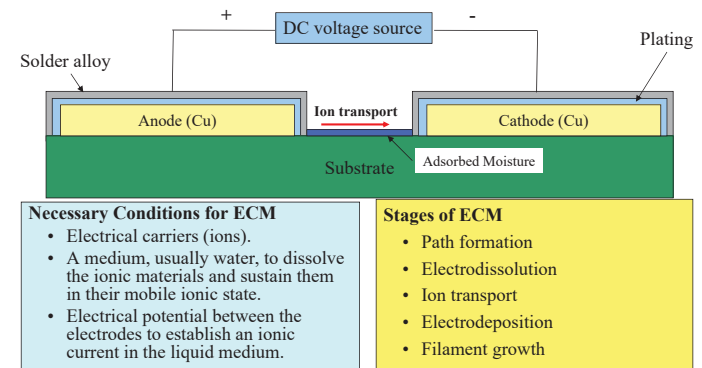 +
DC voltage source
-
Plating
Solder alloy
Ion transport
Anode (Cu)
Cathode (Cu)
Adsorbed Moisture
Substrate
Necessary Conditions for ECM
• Electrical carriers (ions).
• A medium, usually water, to dissolve
the ionic materials and sustain them
in their mobile ionic state.
• Electrical potential between the
electrodes to establish an ionic
current in the liquid medium.
Stages of ECM
• Path formation
• Electrodissolution
• Ion transport
• Electrodeposition
• Filament growth